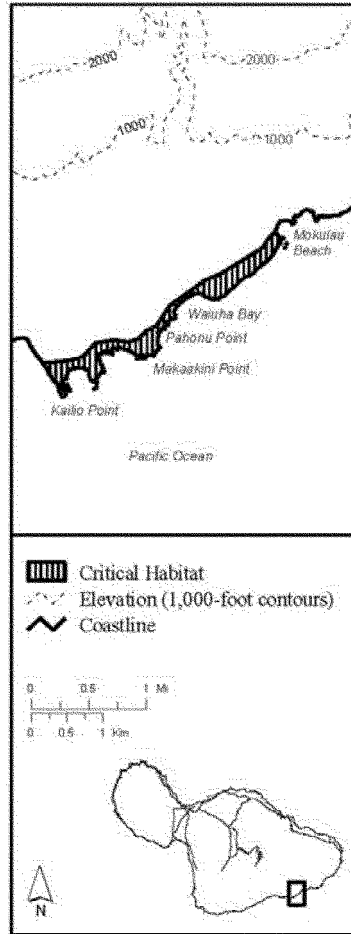 2000
2000
1000
1000
Mokulau
Beach
Waiuha Bay
Pahonu Point
Makaakini Point
Kailio Point
Pacific Ocean
Critical Habitat
Elevation (1,000-foot contours)
Coastline
0 0.5 1 Mi
0 0.5 1 Km
N